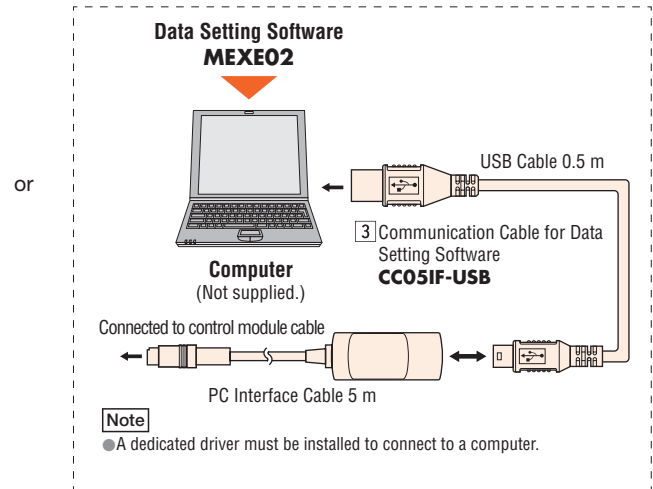 or
Data Setting Software
MEXE02
USB Cable 0.5 m
3 Communication Cable for Data
Setting Software
CC05IF-USB
Computer
(Not supplied.)
Connected to control module cable
PC Interface Cable 5 m
Note
●A dedicated driver must be installed to connect to a computer.